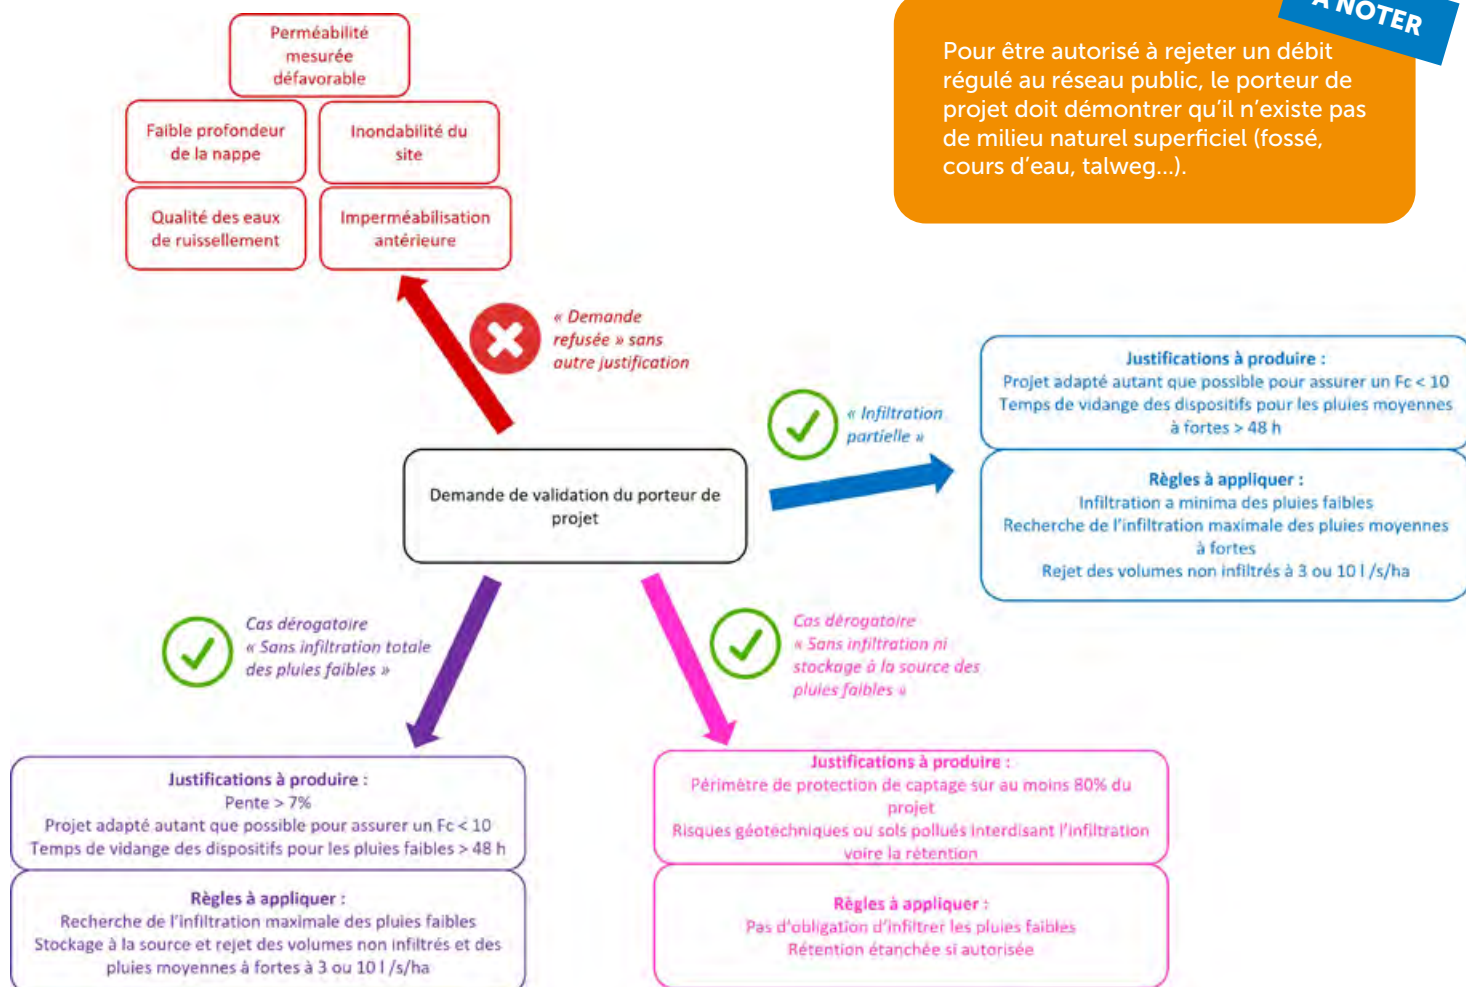 Perméabilité
mesurée
défavorable
Faible profondeur
de la nappe
Inondabilité du
site
Qualité des eaux
de ruissellement
Imperméabilisation
antérieure
À NOTER
Pour être autorisé à rejeter un débit
régulé au réseau public, le porteur de
projet doit démontrer qu’il n’existe pas
de milieu naturel superficiel (fossé,
cours d’eau, talweg...).
« Demande
refusée » sans
autre justification
« Infiltration
partielle »
Justifications à produire :
Projet adapté autant que possible pour assurer un Fc < 10
Temps de vidange des dispositifs pour les pluies moyennes
à fortes > 48 h
Règles à appliquer :
Infiltration a minima des pluies faibles
Recherche de l’infiltration maximale des pluies moyennes
à fortes
Rejet des volumes non infiltrés à 3 ou 10 l /s/ha
Demande de validation du porteur de
projet
Cas dérogatoire
« Sans infiltration totale
des pluies faibles »
Cas dérogatoire
« Sans infiltration ni
stockage à la source des
pluies faibles »
Justifications à produire :
Pente > 7%
Projet adapté autant que possible pour assurer un Fc < 10
Temps de vidange des dispositifs pour les pluies faibles > 48 h
Règles à appliquer :
Recherche de l’infiltration maximale des pluies faibles
Stockage à la source et rejet des volumes non infiltrés et des
pluies moyennes à fortes à 3 ou 10 l /s/ha
Justifications à produire :
Périmètre de protection de captage sur au moins 80% du
projet
Risques géotechniques ou sols pollués interdisant l’infiltration
voire la rétention
Règles à appliquer :
Pas d’obligation d’infiltrer les pluies faibles
Rétention étanchée si autorisée